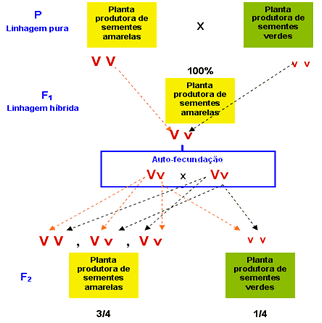 P
Linhagem pura
Planta
produtora de
sementes
amarelas
X
Planta
produtora de
sementes
verdes
V V
v v
100%
F1
Linhagem híbrida
Planta
produtora de
sementes
amarelas
V v
Auto-fecundação
V v x V v
V V , V v , V v
v v
F2
Planta
produtora de
sementes
amarelas
Planta
produtora de
sementes
verdes
3/4
1/4